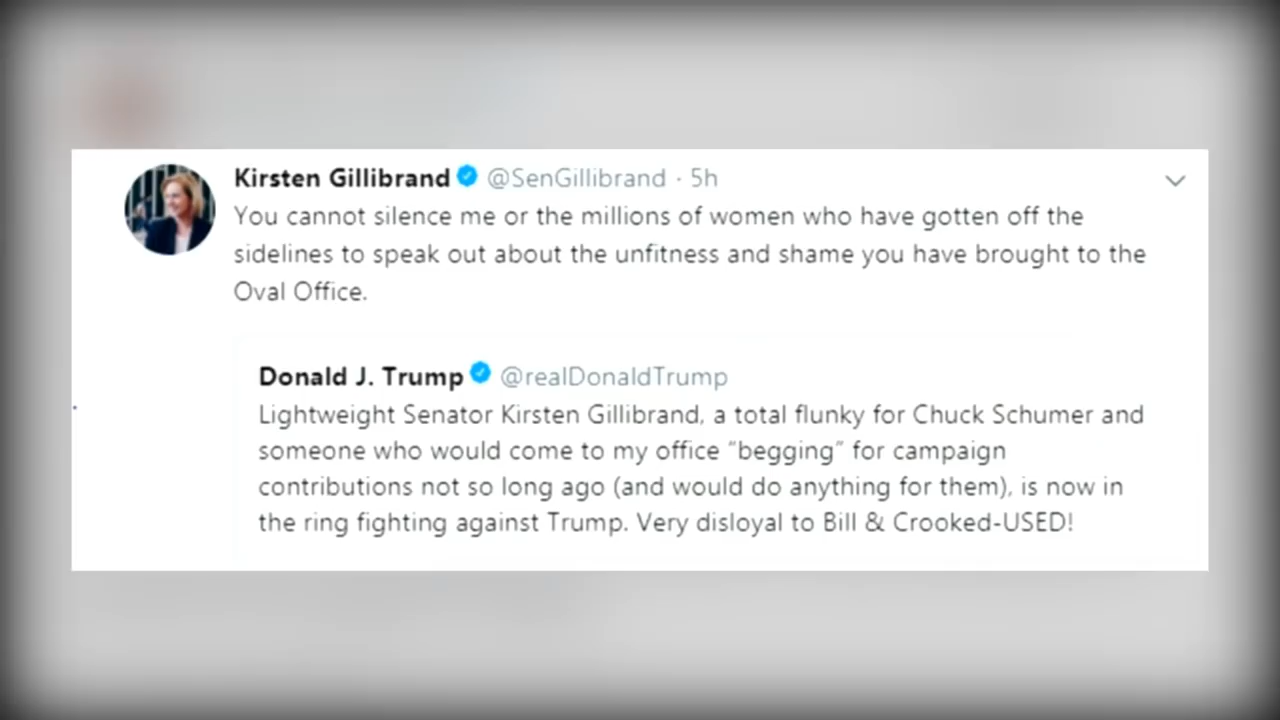 Kirsten Gillibrand @SenGillibrand · 5h
You cannot silence me or the millions of women who have gotten off the
sidelines to speak out about the unfitness and shame you have brought to the
Oval Office.
Donald J. Trump @realDonaldTrump
Lightweight Senator Kirsten Gillibrand, a total flunky for Chuck Schumer and
someone who would come to my office “begging” for campaign
contributions not so long ago (and would do anything for them), is now in
the ring fighting against Trump. Very disloyal to Bill & Crooked-USED!